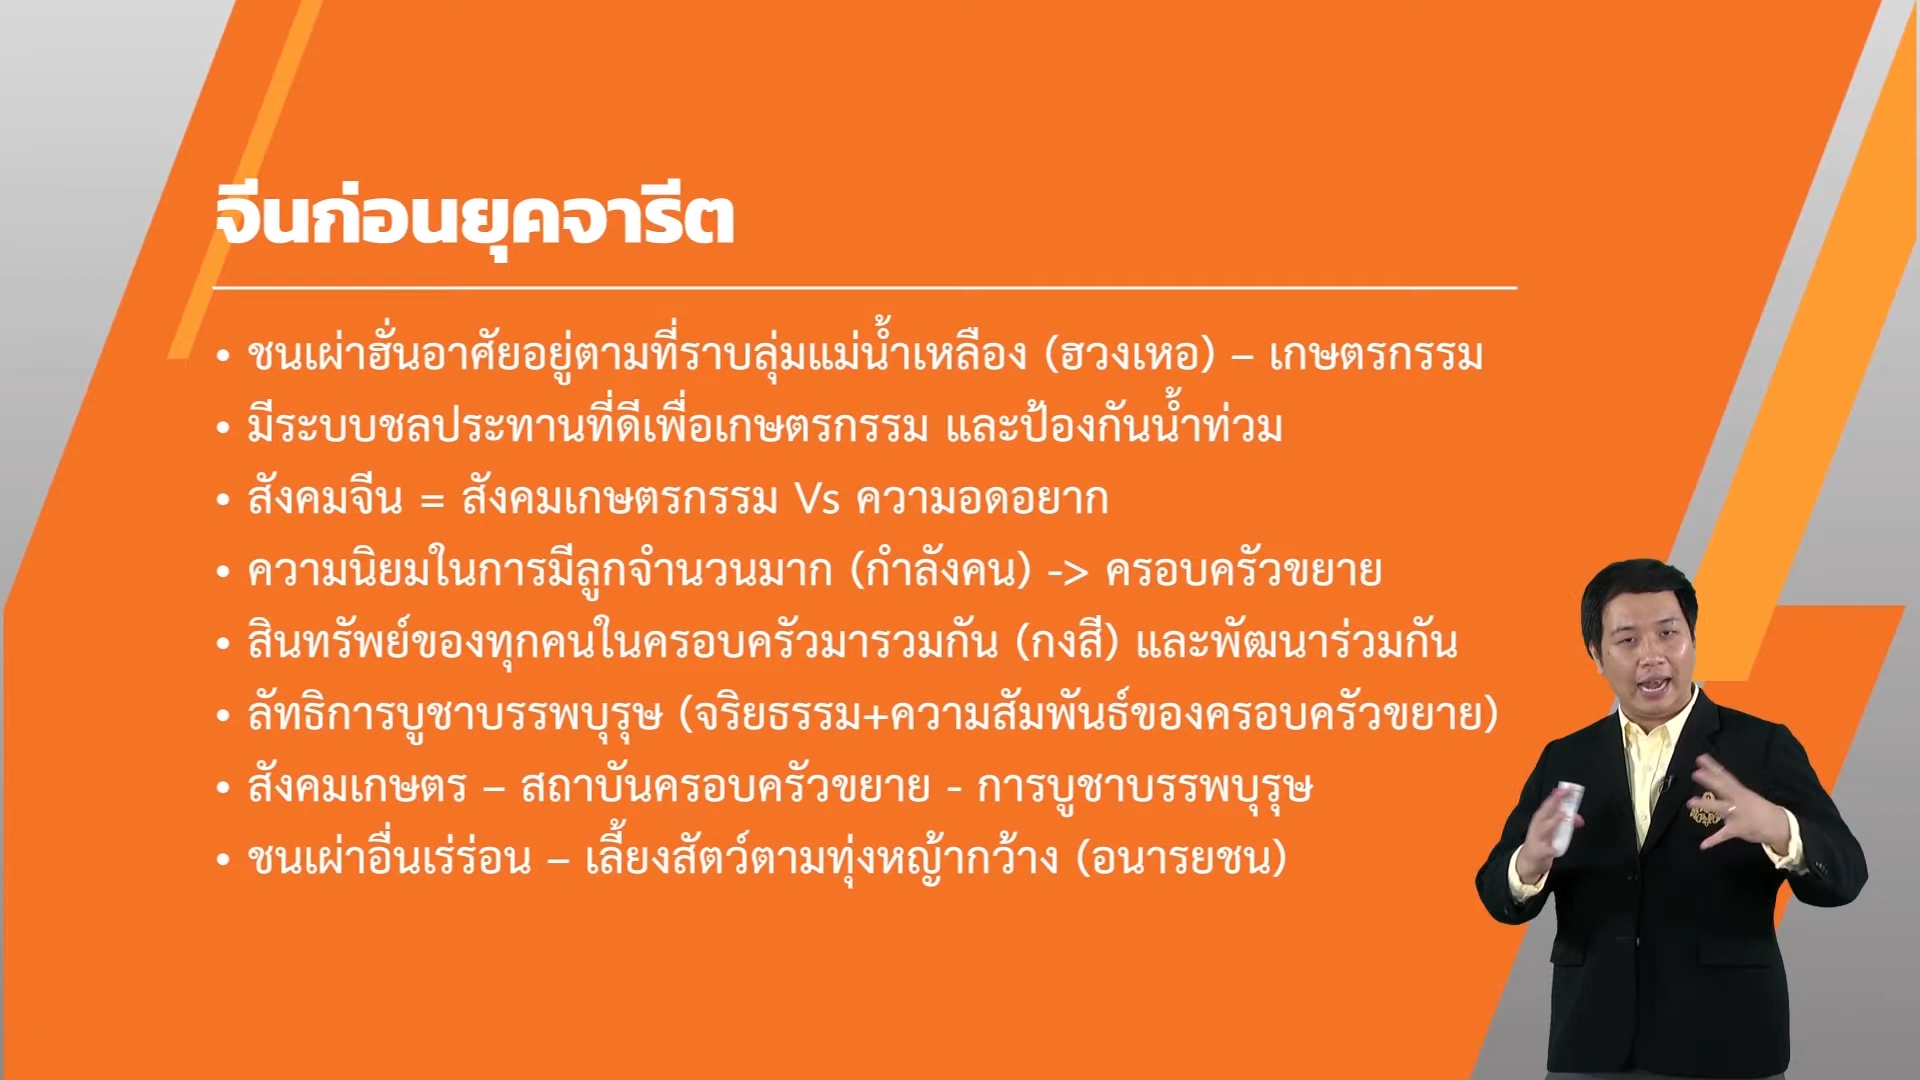 จีนก่อนยุคจารีต
• ชนเผ่าฮั่นอาศัยอยู่ตามที่ราบลุ่มแม่น้ำเหลือง (ฮวงเหอ) – เกษตรกรรม
• มีระบบชลประทานที่ดีเพื่อเกษตรกรรม และป้องกันน้ำท่วม
• สังคมจีน = สังคมเกษตรกรรม Vs ความอดอยาก
• ความนิยมในการมีลูกจำนวนมาก (กำลังคน) -> ครอบครัวขยาย
• สินทรัพย์ของทุกคนในครอบครัวมารวมกัน (กงสี) และพัฒนาร่วมกัน
• ลัทธิการบูชาบรรพบุรุษ (จริยธรรม+ความสัมพันธ์ของครอบครัวขยาย)
• สังคมเกษตร – สถาบันครอบครัวขยาย - การบูชาบรรพบุรุษ
• ชนเผ่าอื่นเร่ร่อน – เลี้ยงสัตว์ตามทุ่งหญ้ากว้าง (อนารยชน)